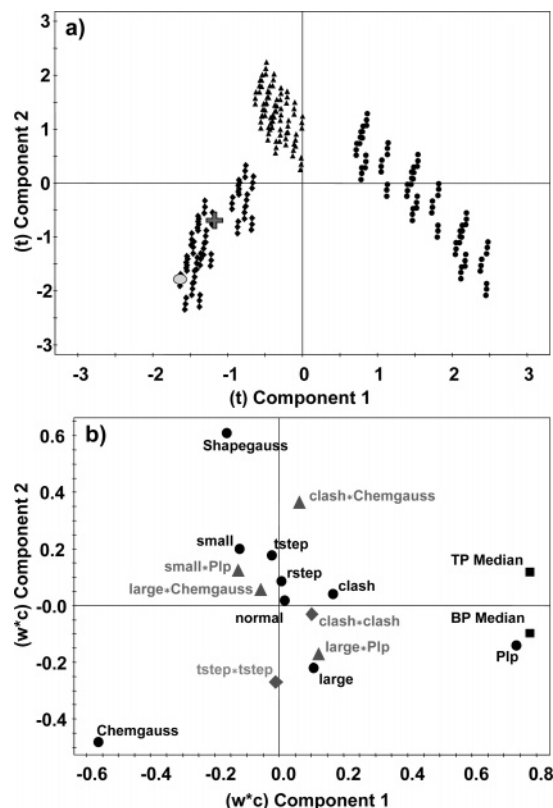 a)
3
2
1
0
-1
-2
-3
(t) Component 2
-3 -2 -1 0 1 2 3
(t) Component 1
b)
0.6
0.4
0.2
-0.0
-0.2
-0.4
(w*c) Component 2
Shapegauss
clash*Chemgauss
small
tstep
small*Plp
rstep
clash
TP Median
large*Chemgauss
normal
clash*clash
BP Median
large*Plp
Plp
tstep*tstep
large
Chemgauss
-0.6 -0.4 -0.2 0.0 0.2 0.4 0.6 0.8
(w*c) Component 1